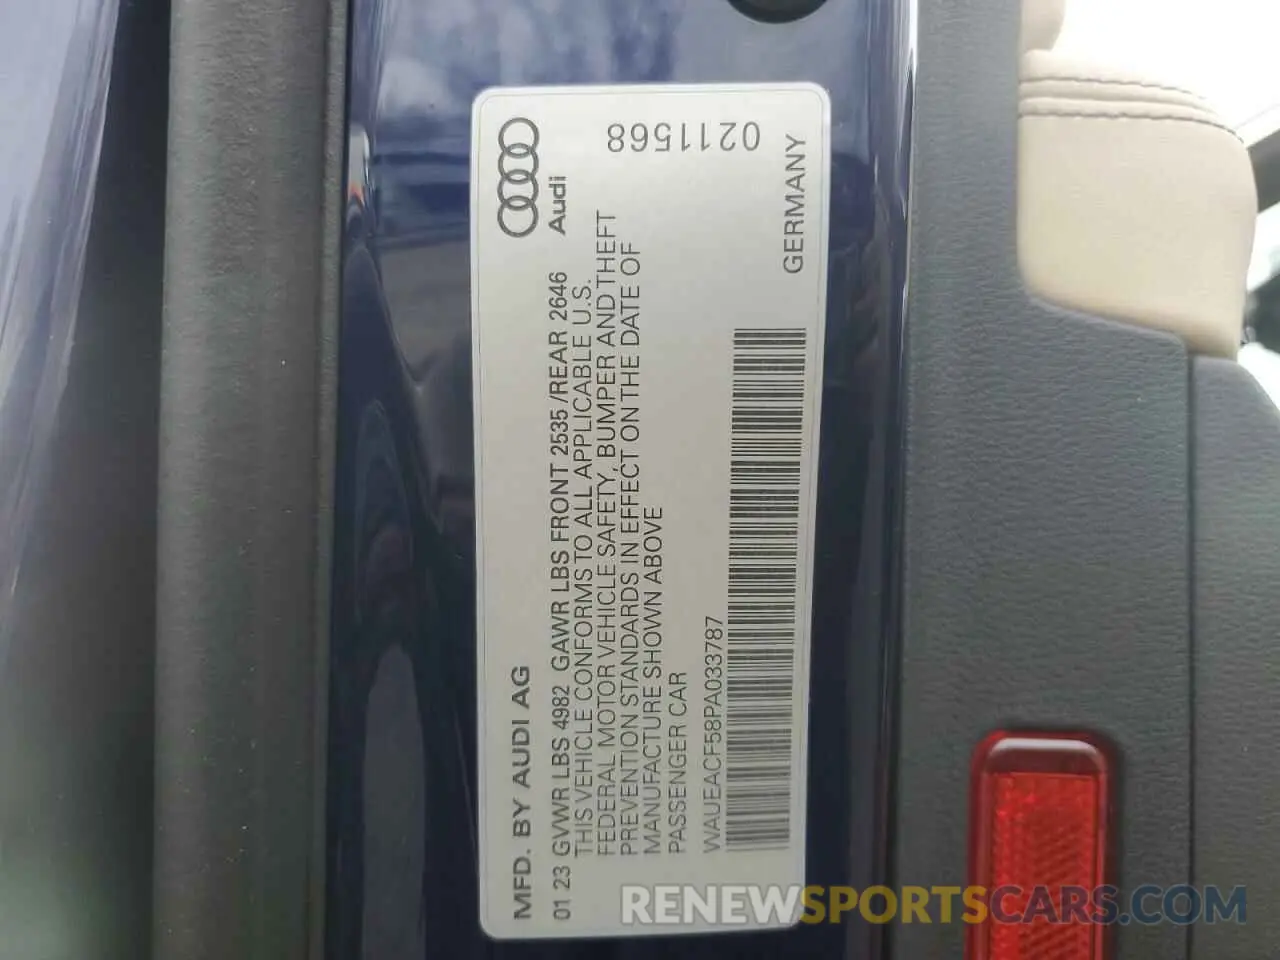 MFD. BY AUDI AG
Audi
01 23 GVWR LBS 4982 GAWR LBS FRONT 2535 /REAR 2646
THIS VEHICLE CONFORMS TO ALL APPLICABLE U.S.
FEDERAL MOTOR VEHICLE SAFETY, BUMPER AND THEFT
PREVENTION STANDARDS IN EFFECT ON THE DATE OF
MANUFACTURE SHOWN ABOVE
PASSENGER CAR
WAUEACF58PA033787
GERMANY
0211568
RENEWSPORTSCARS.COM